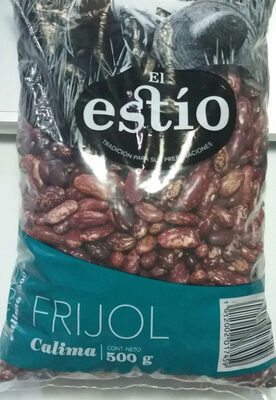 El
estío
TRADICIÓN PARA SUS PREPARACIONES
FRIJOL
Calima
CONT. NETO
500 g